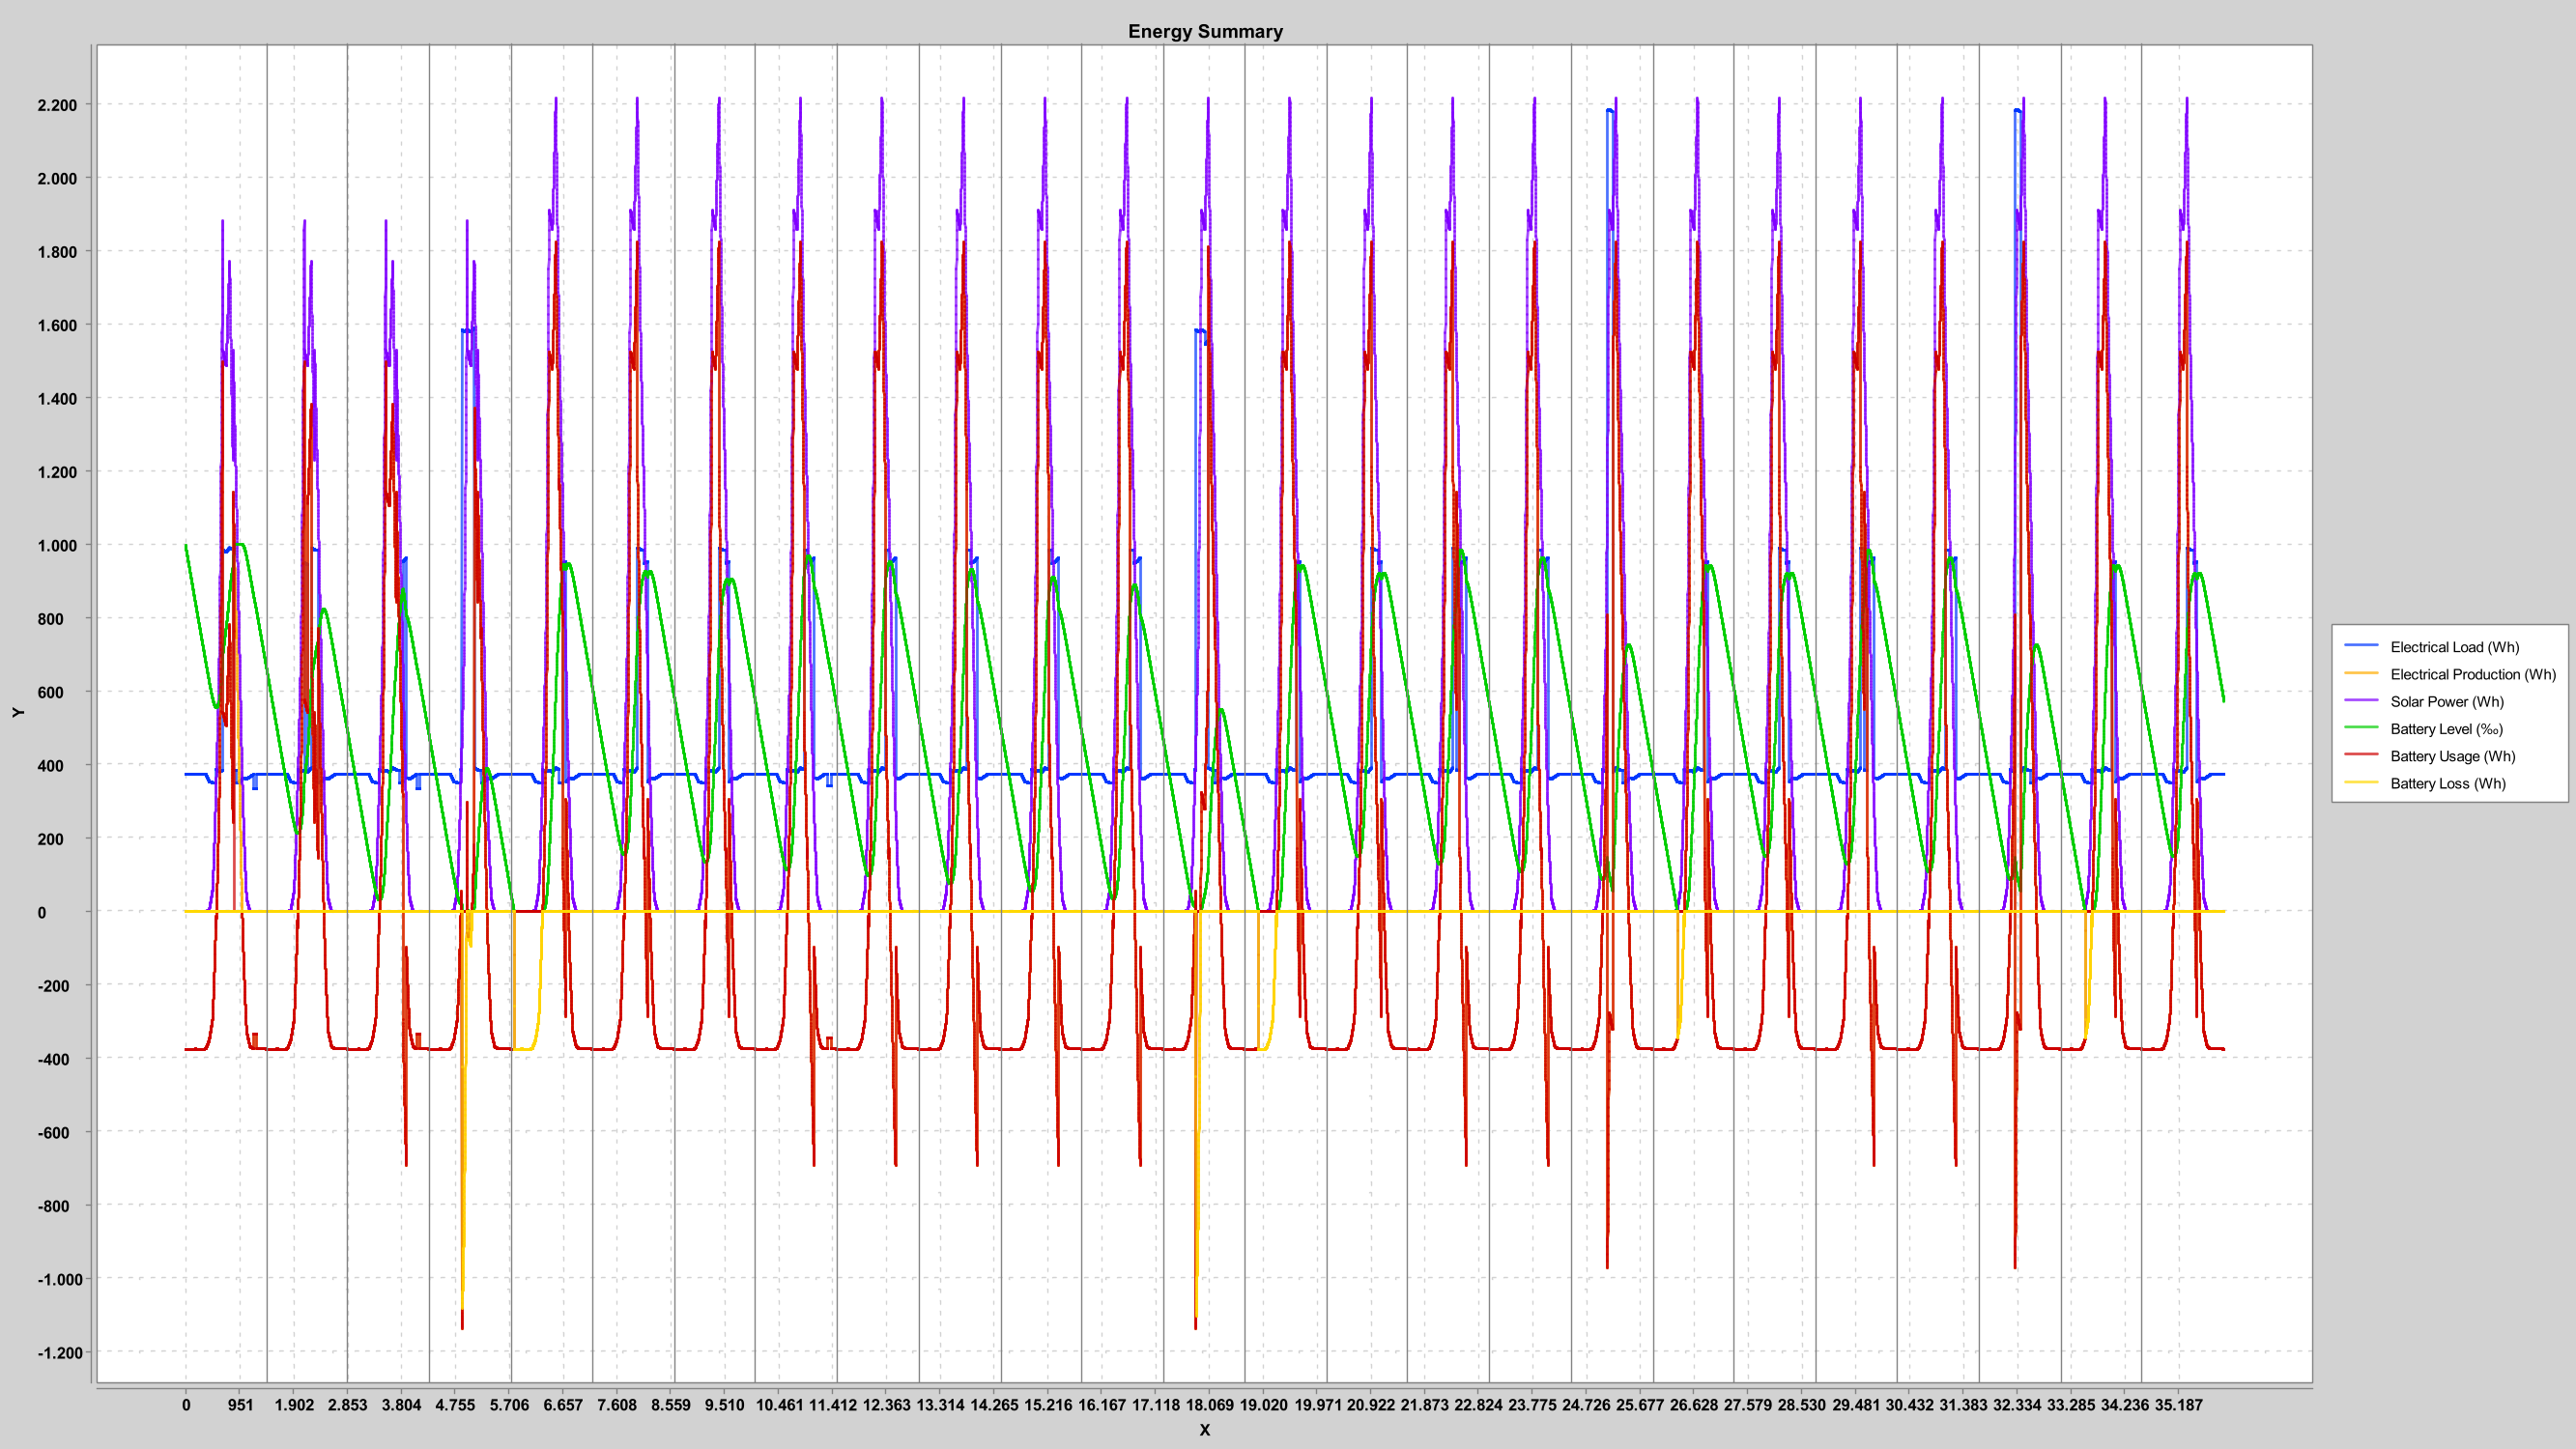 Energy Summary
2.200
2.000
1.800
1.600
1.400
1.200
1.000
800
600
400
200
0
-200
-400
-600
-800
-1.000
-1.200
Y
0 951 1.902 2.853 3.804 4.755 5.706 6.657 7.608 8.559 9.510 10.461 11.412 12.363 13.314 14.265 15.216 16.167 17.118 18.069 19.020 19.971 20.922 21.873 22.824 23.775 24.726 25.677 26.628 27.579 28.530 29.481 30.432 31.383 32.334 33.285 34.236 35.187
X
Electrical Load (Wh)
Electrical Production (Wh)
Solar Power (Wh)
Battery Level (‰)
Battery Usage (Wh)
Battery Loss (Wh)